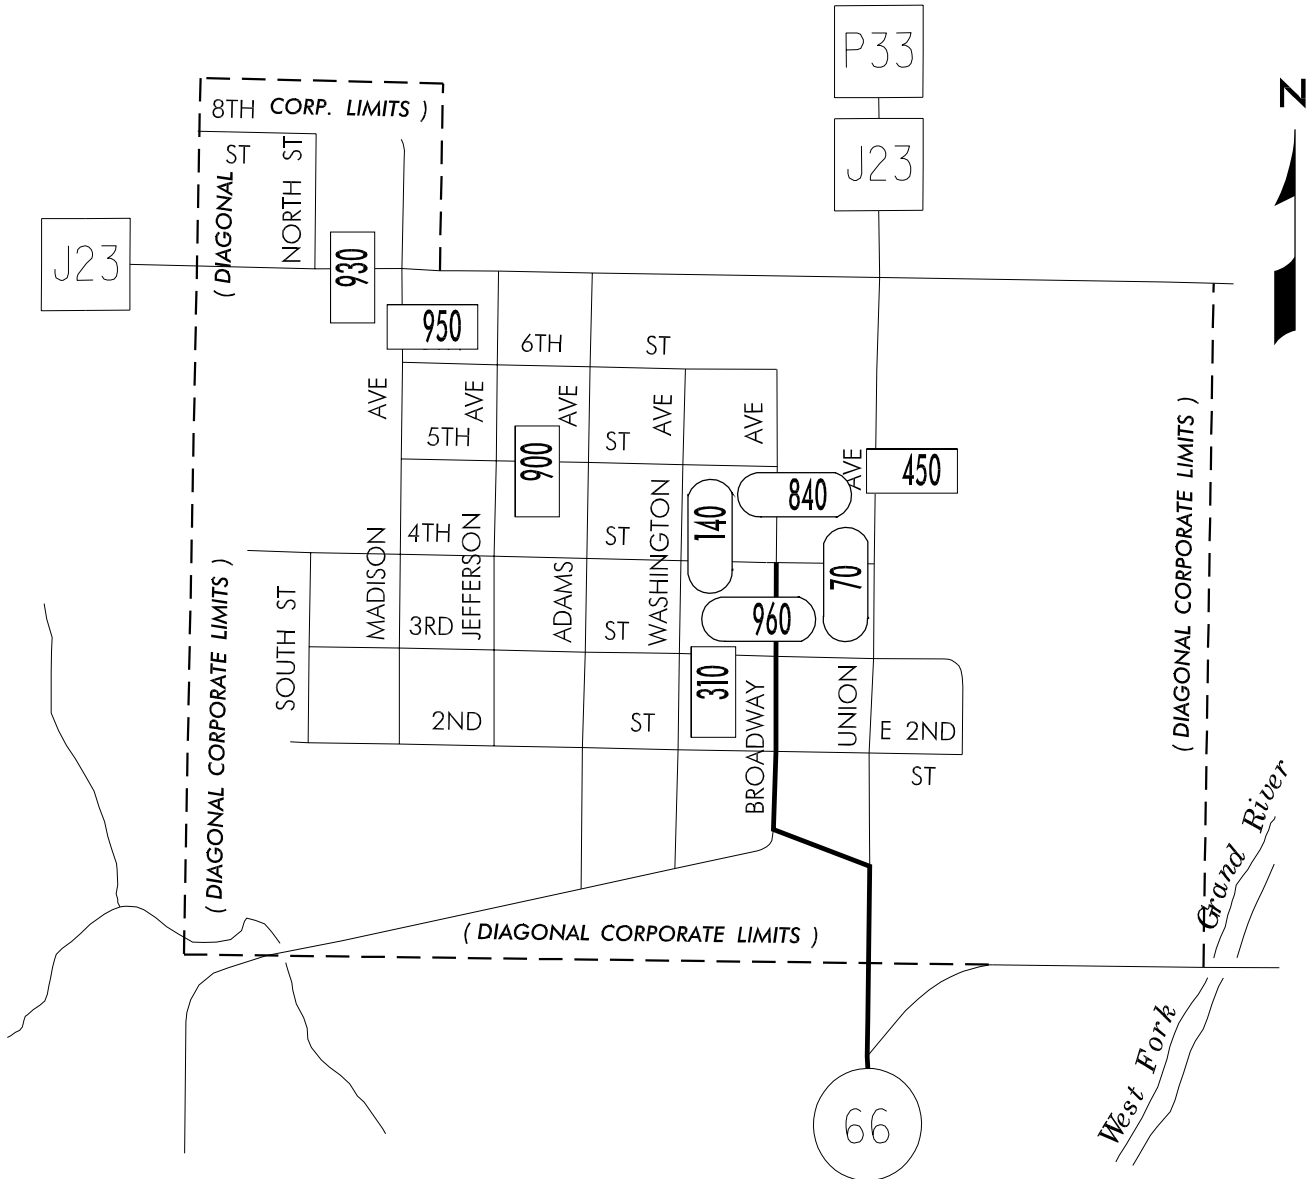 P33
N
8TH CORP. LIMITS )
ST
NORTH ST
( DIAGONAL
J23
J23
930
950
6TH ST
AVE
AVE
AVE
AVE
AVE
5TH ST
900
AVE
450
840
140
4TH ST
70
MADISON
JEFFERSON
ADAMS
WASHINGTON
960
3RD ST
SOUTH ST
310
BROADWAY
UNION
2ND ST
E 2ND
ST
( DIAGONAL CORPORATE LIMITS )
( DIAGONAL CORPORATE LIMITS )
( DIAGONAL CORPORATE LIMITS )
West Fork Grand River
66